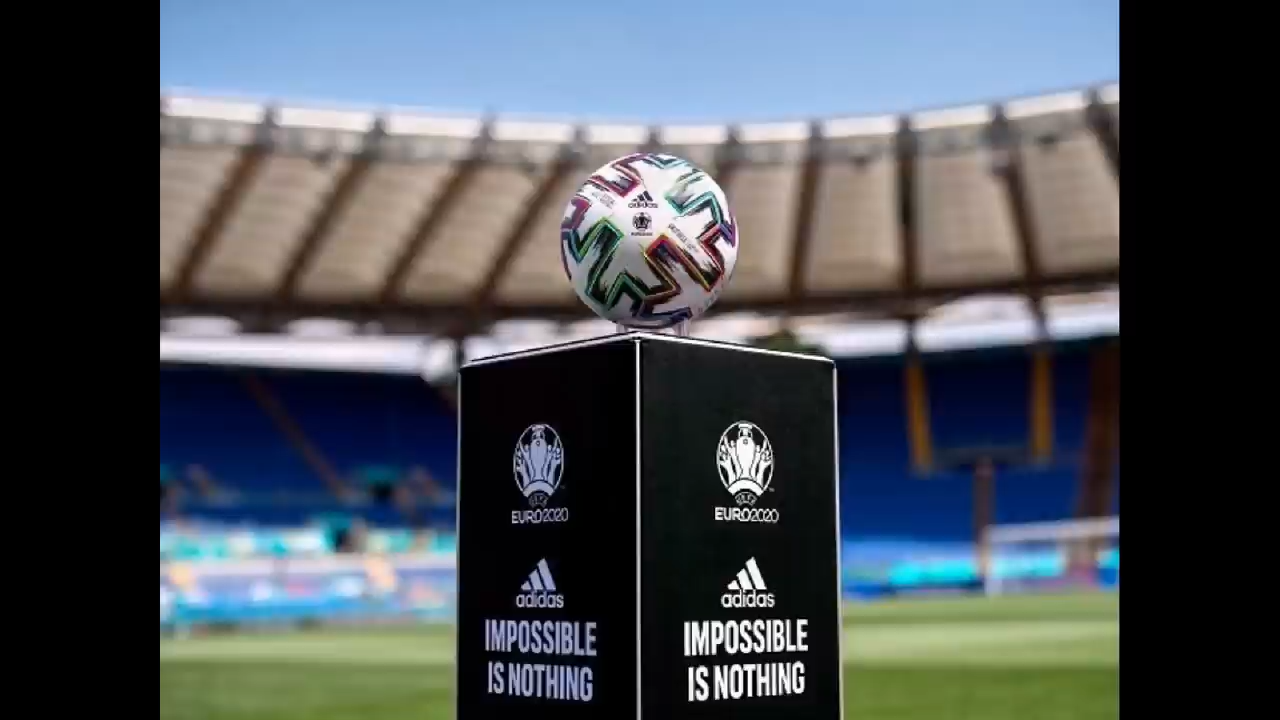 adidas
EURO2020
EURO2020
adidas
adidas
IMPOSSIBLE
IS NOTHING
IMPOSSIBLE
IS NOTHING